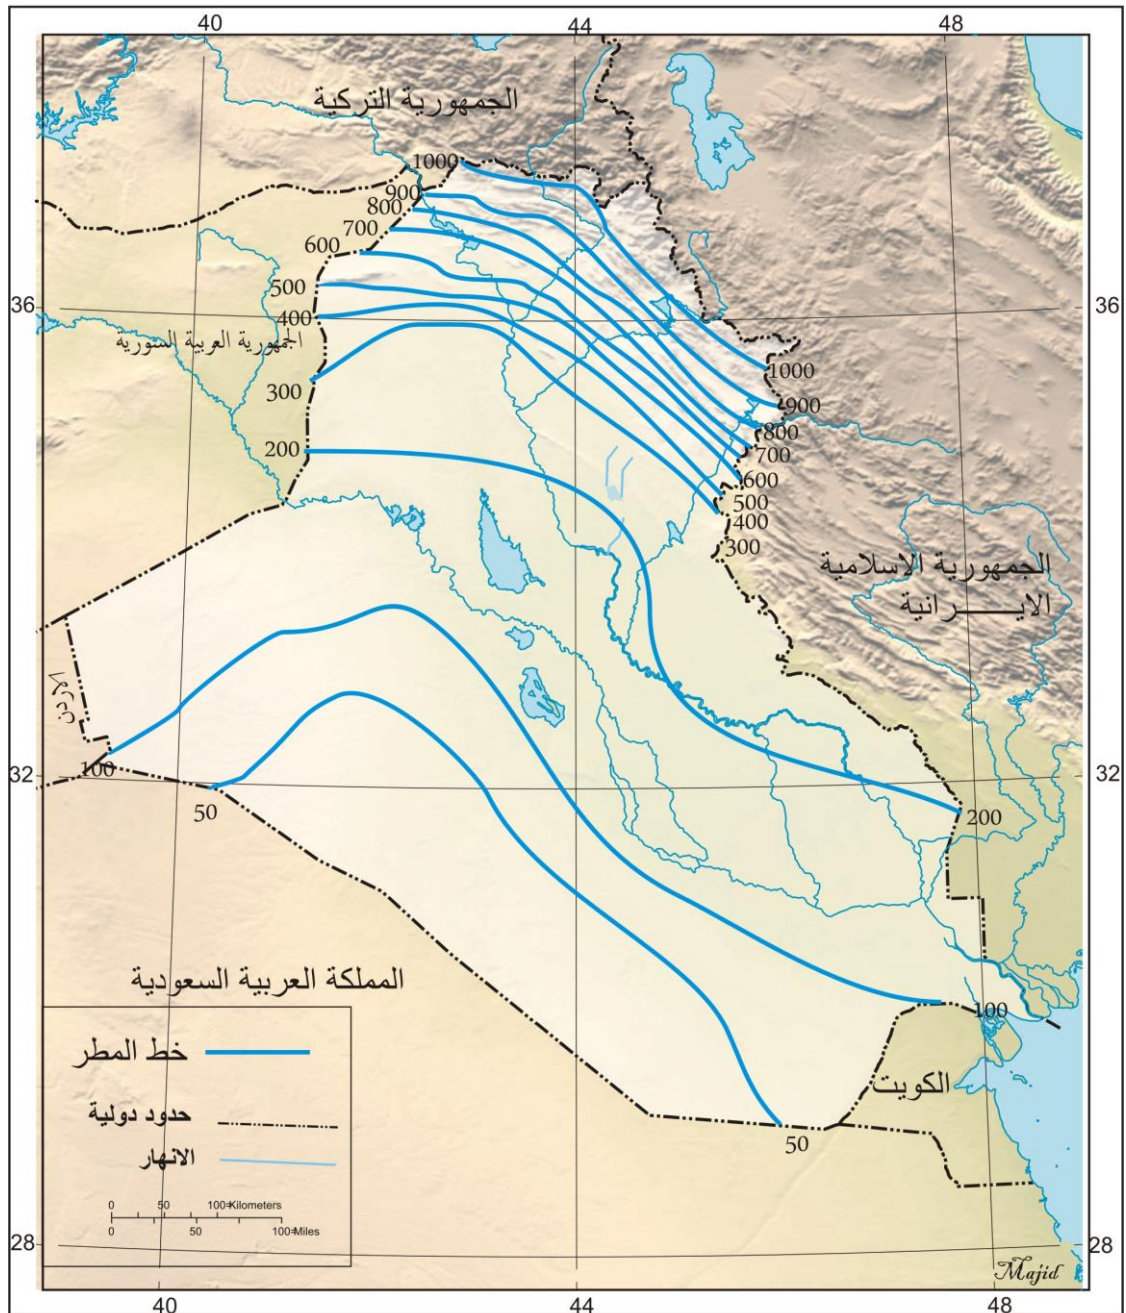 40
44
48
الجمهورية التركية
1000
900
800
700
600
500
400
300
200
36
36
الجمهورية العربية السورية
1000
900
800
700
600
500
400
300
الجمهورية الاسلامية
الايـــــرانية
الاردن
100
50
32
32
200
المملكة العربية السعودية
100
الكويت
50
خط المطر
حدود دولية
الانهار
0 50 100 Kilometers
0 50 100 Miles
28
28
Majid
40
44
48